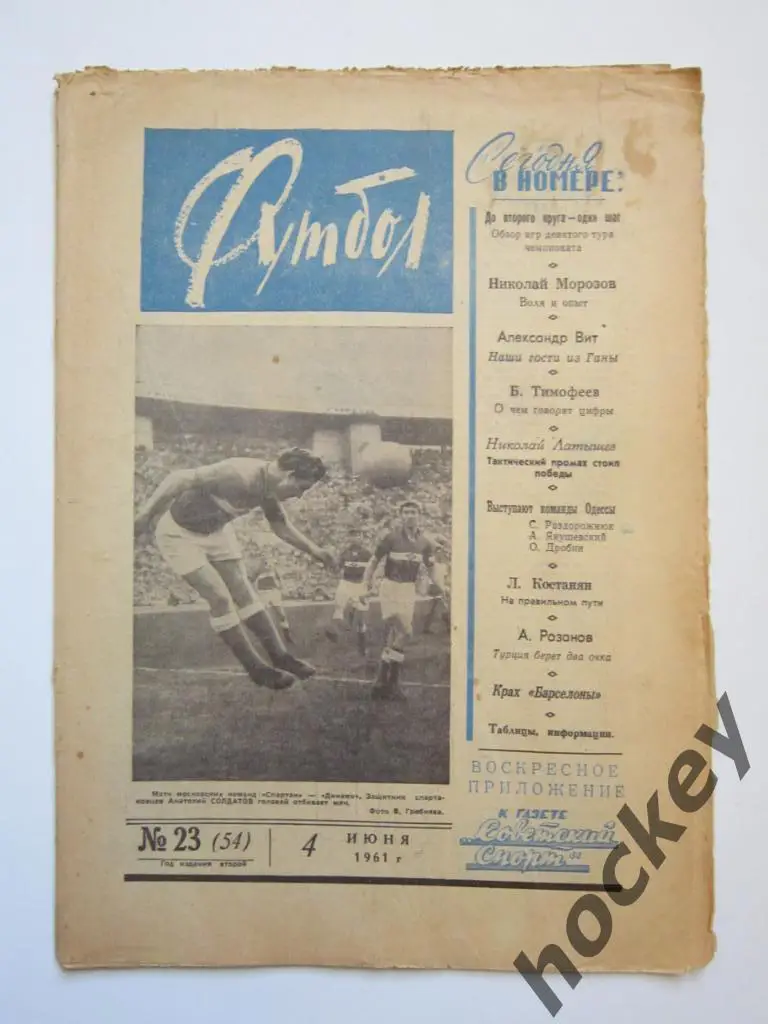 Футбол
Сегодня
В НОМЕРЕ:
До второго круга — один шаг
Обзор игр девятого тура
чемпионата
Николай Морозов
Воля и опыт
Александр Вит
Наши гости из Ганы
Б. Тимофеев
О чем говорят цифры
Николай Латышев
Тактический промах стоил
победы
Выступают команды Одессы
С. Раздорожнюк
А. Янушевский
О. Дробин
Л. Костанян
На правильном пути
А. Розанов
Турция берет два очка
Крах «Барселоны»
Таблицы, информации.
ВОСКРЕСНОЕ
ПРИЛОЖЕНИЕ
К ГАЗЕТЕ
Советский
Спорт
Матч московских команд «Спартак» — «Динамо». Защитник спарта-
ковцев Анатолий СОЛДАТОВ головой отбивает мяч.
Фото В. Гребнева.
№ 23 (54)
Год издания второй
4 ИЮНЯ
1961 г
hockey